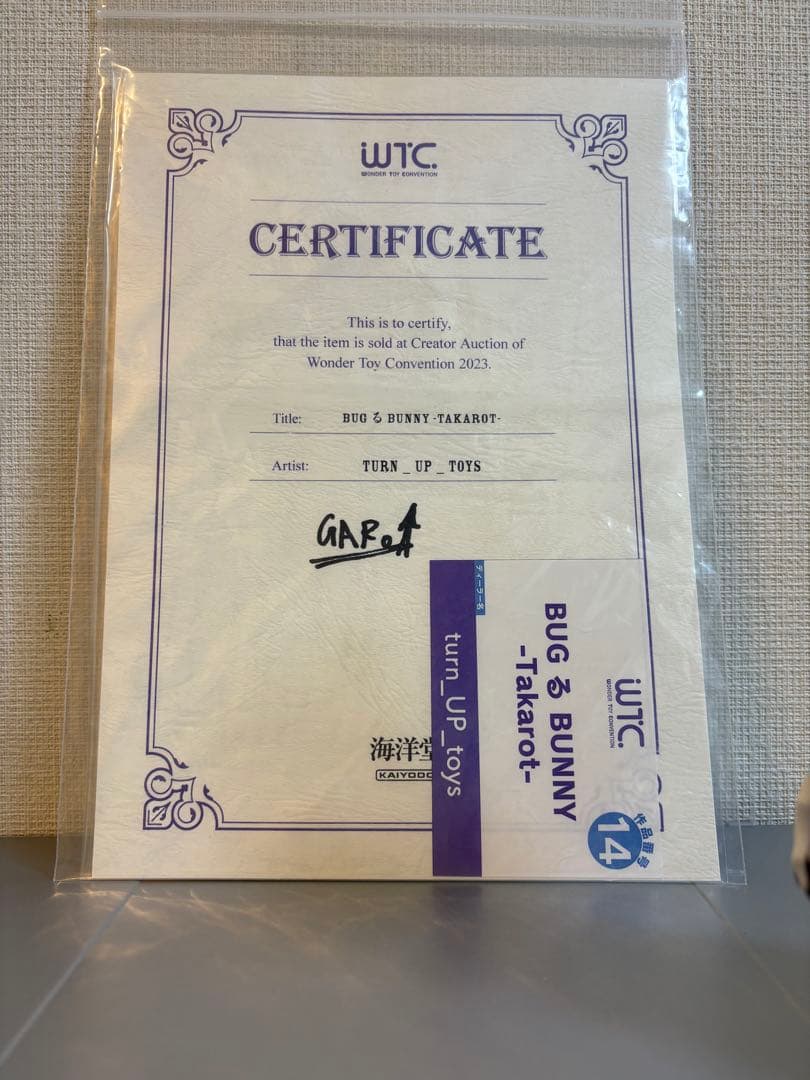 WTC.
WONDER TOY CONVENTION
CERTIFICATE
This is to certify,
that the item is sold at Creator Auction of
Wonder Toy Convention 2023.
Title: BUG る BUNNY -TAKAROT-
Artist: TURN _ UP _ TOYS
GAR
海洋堂
KAIYODO
WTC.
WONDER TOY CONVENTION
BUG る BUNNY
-Takarot-
ディーラー名
turn_UP_toys
作品番号
14